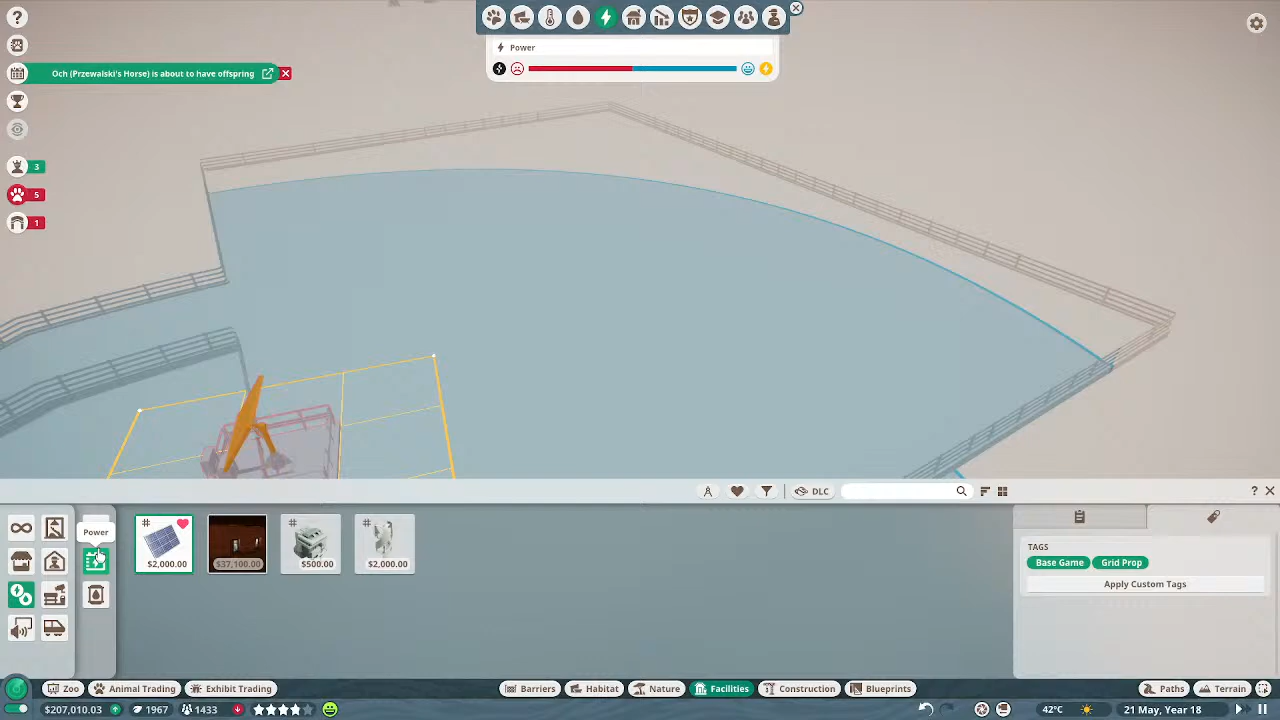 Power
Och (Przewalski's Horse) is about to have offspring
3
5
1
DLC
Power
$2,000.00
$37,100.00
$500.00
$2,000.00
TAGS
Base Game
Grid Prop
Apply Custom Tags
Zoo
Animal Trading
Exhibit Trading
Barriers
Habitat
Nature
Facilities
Construction
Blueprints
Paths
Terrain
$207,010.03
1967
1433
42°C
21 May, Year 18